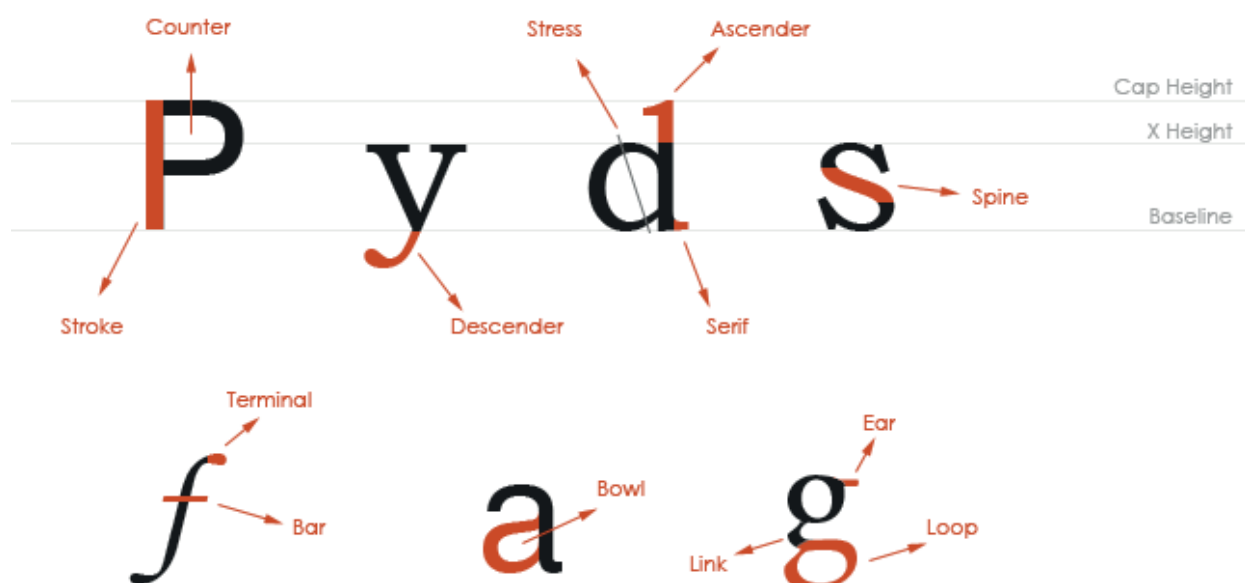 Counter
Stress
Ascender
Cap Height
X Height
P y d s
Spine
Baseline
Stroke
Descender
Serif
Terminal
Ear
f a g
Bowl
Bar
Loop
Link